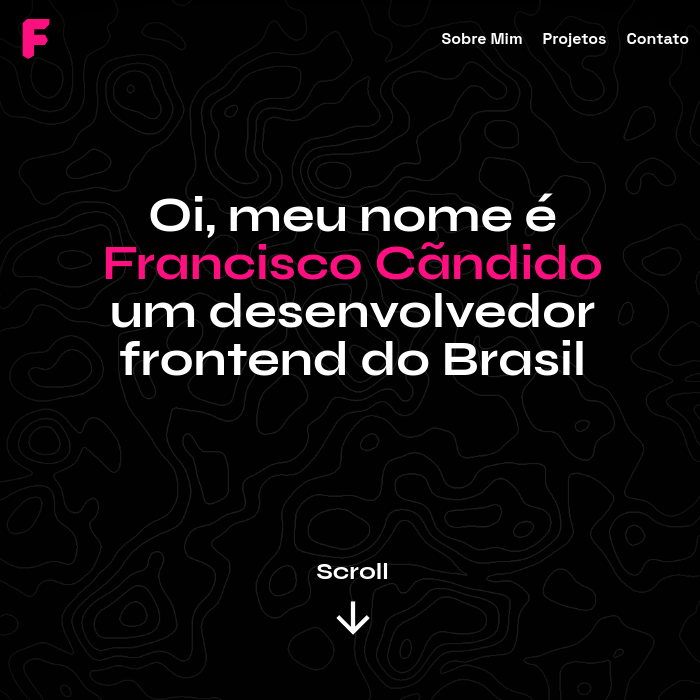 F
Sobre Mim Projetos Contato
Oi, meu nome é
Francisco Cãndido
um desenvolvedor
frontend do Brasil
Scroll